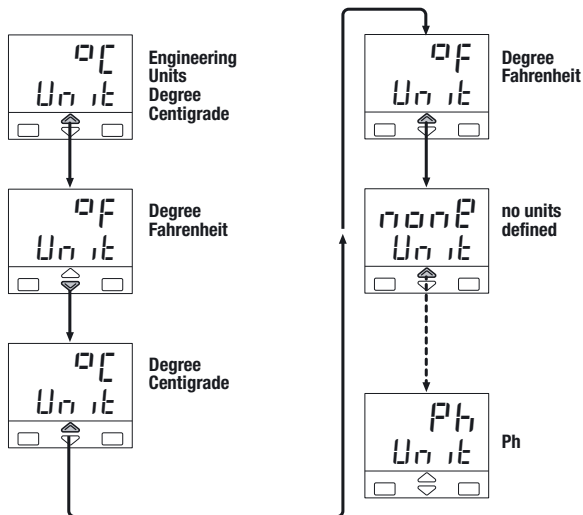 °C
Unit
Engineering
Units
Degree
Centigrade
°F
Unit
Degree
Fahrenheit
°C
Unit
Degree
Centigrade
°F
Unit
Degree
Fahrenheit
nonE
Unit
no units
defined
Ph
Unit
Ph